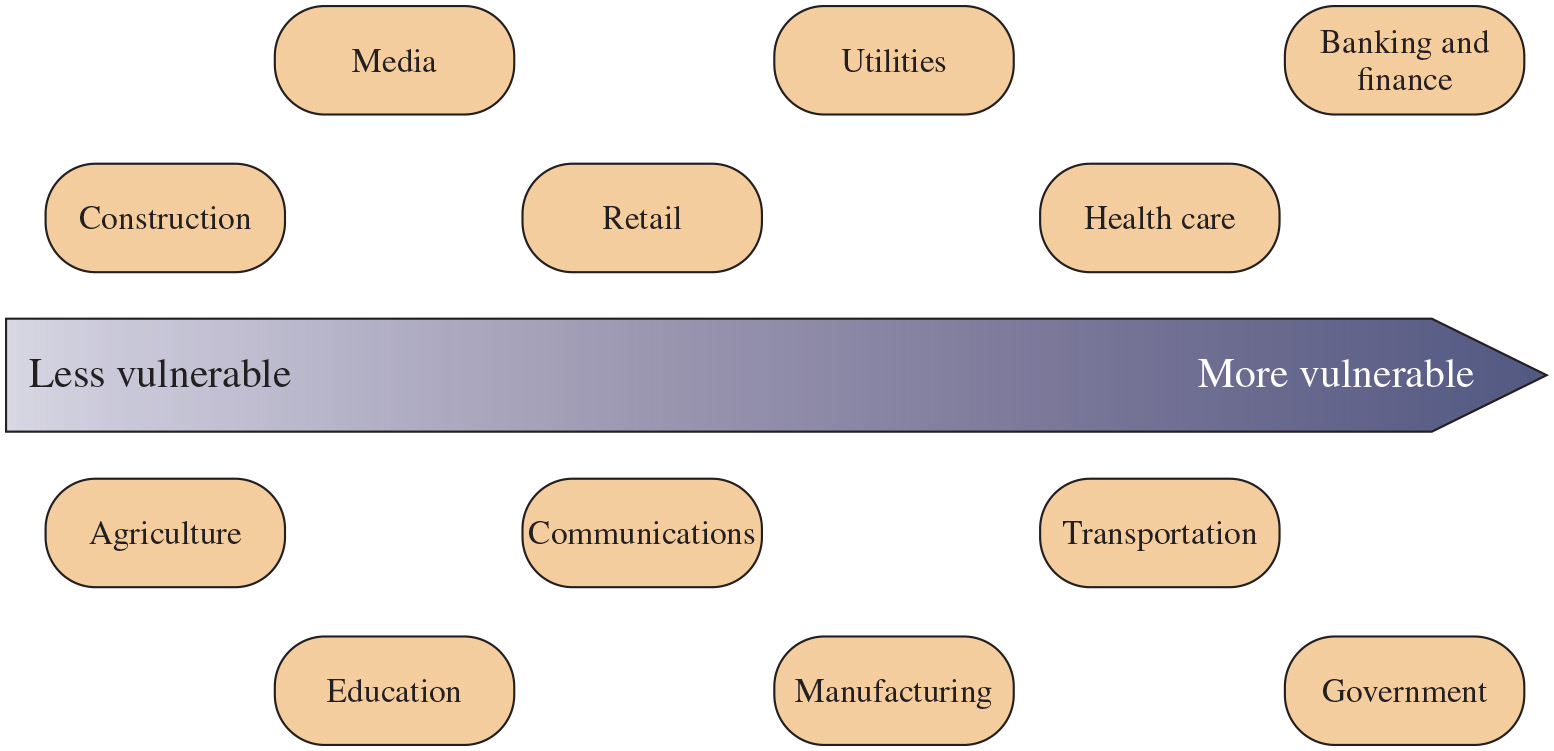 Media
Utilities
Banking and
finance
Construction
Retail
Health care
Less vulnerable
More vulnerable
Agriculture
Communications
Transportation
Education
Manufacturing
Government